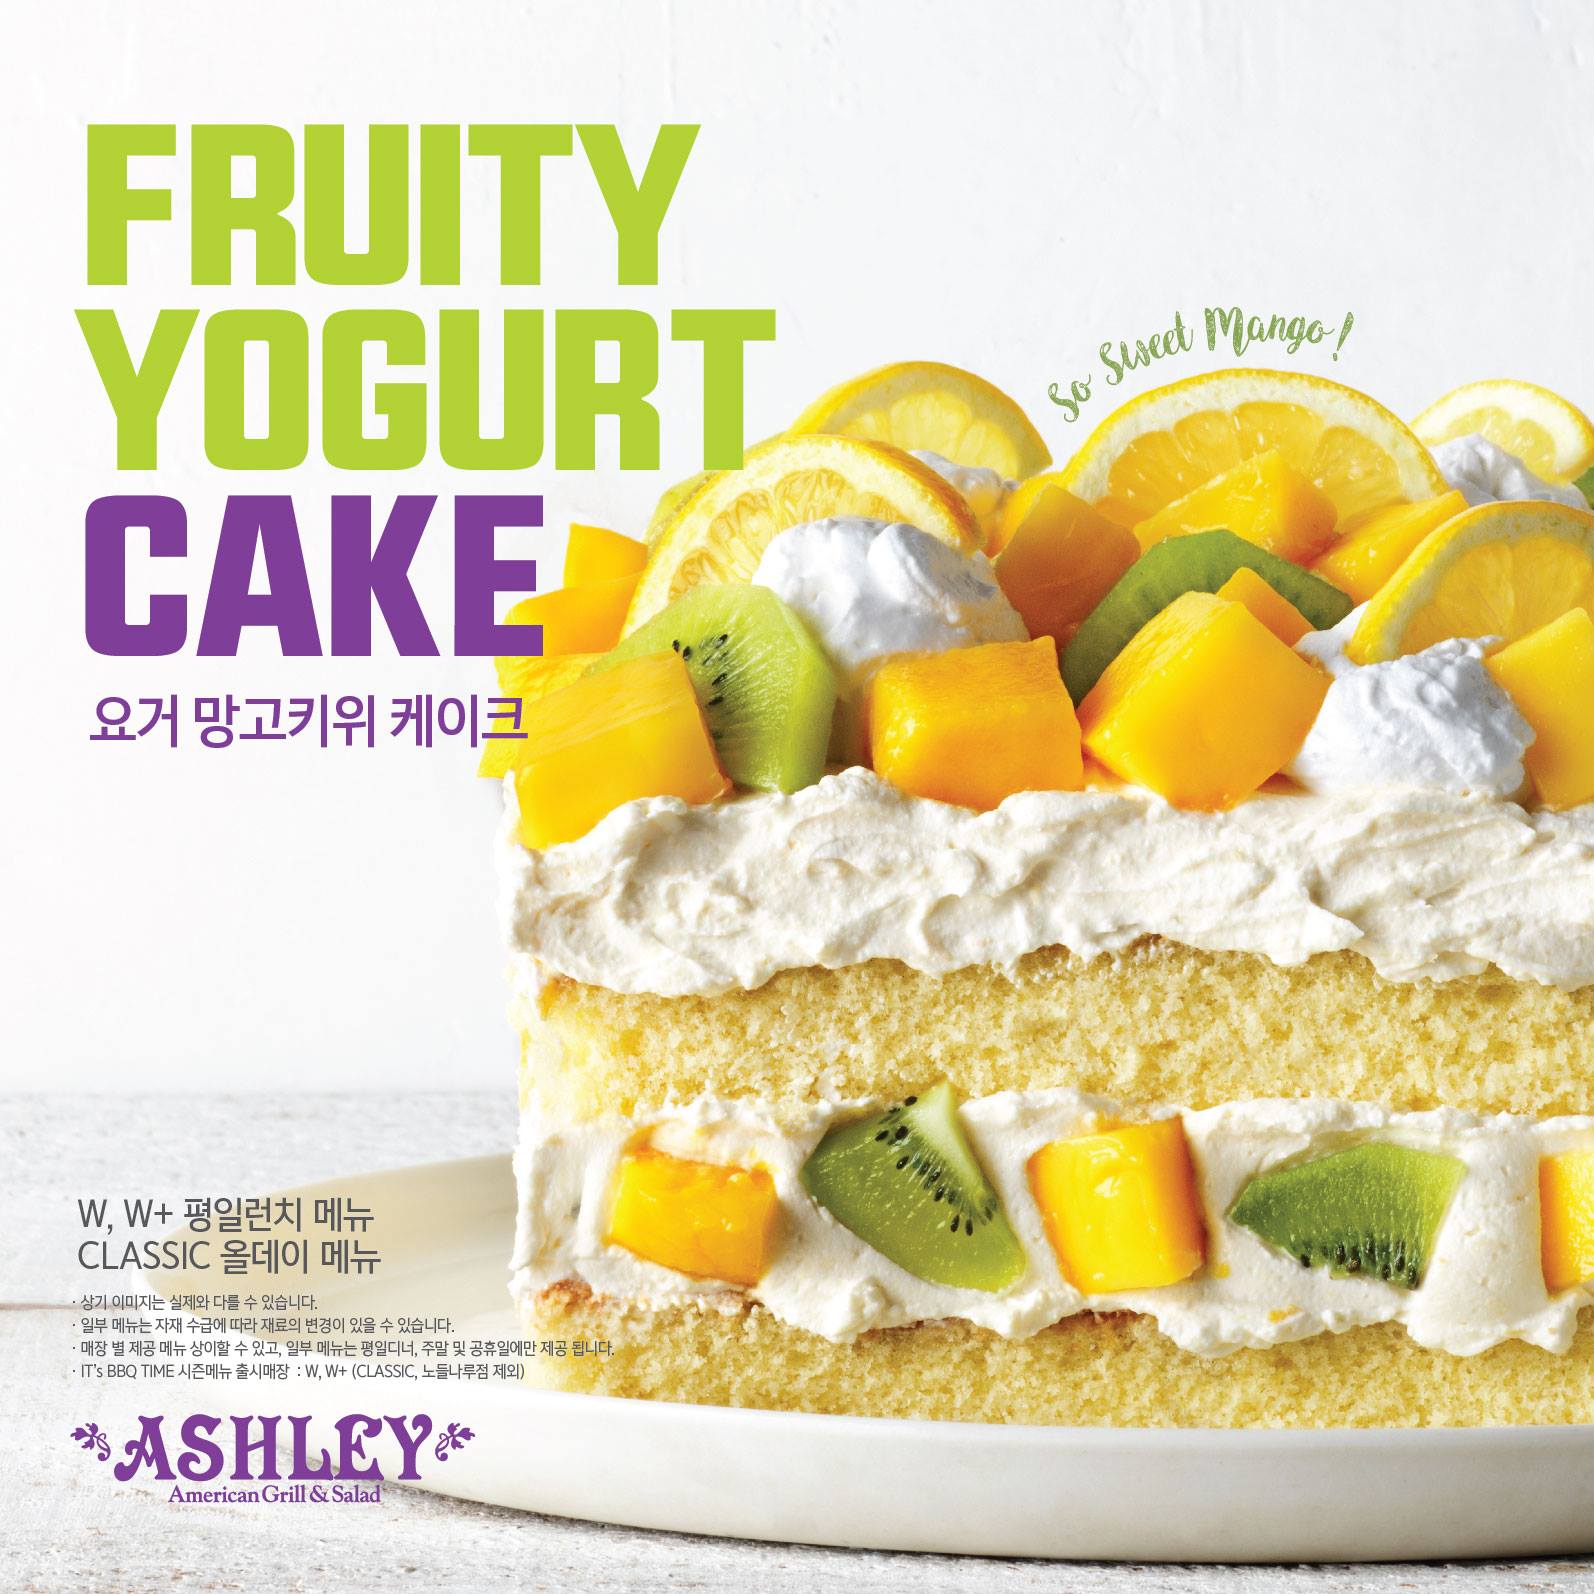 FRUITY
YOGURT
CAKE
요거 망고키위 케이크
So Sweet Mango!
W, W+ 평일런치 메뉴
CLASSIC 올데이 메뉴
· 상기 이미지는 실제와 다를 수 있습니다.
· 일부 메뉴는 자재 수급에 따라 재료의 변경이 있을 수 있습니다.
· 매장 별 제공 메뉴 상이할 수 있고, 일부 메뉴는 평일디너, 주말 및 공휴일에만 제공 됩니다.
· IT's BBQ TIME 시즌메뉴 출시매장 : W, W+ (CLASSIC, 노들나루점 제외)
ASHLEY
American Grill & Salad